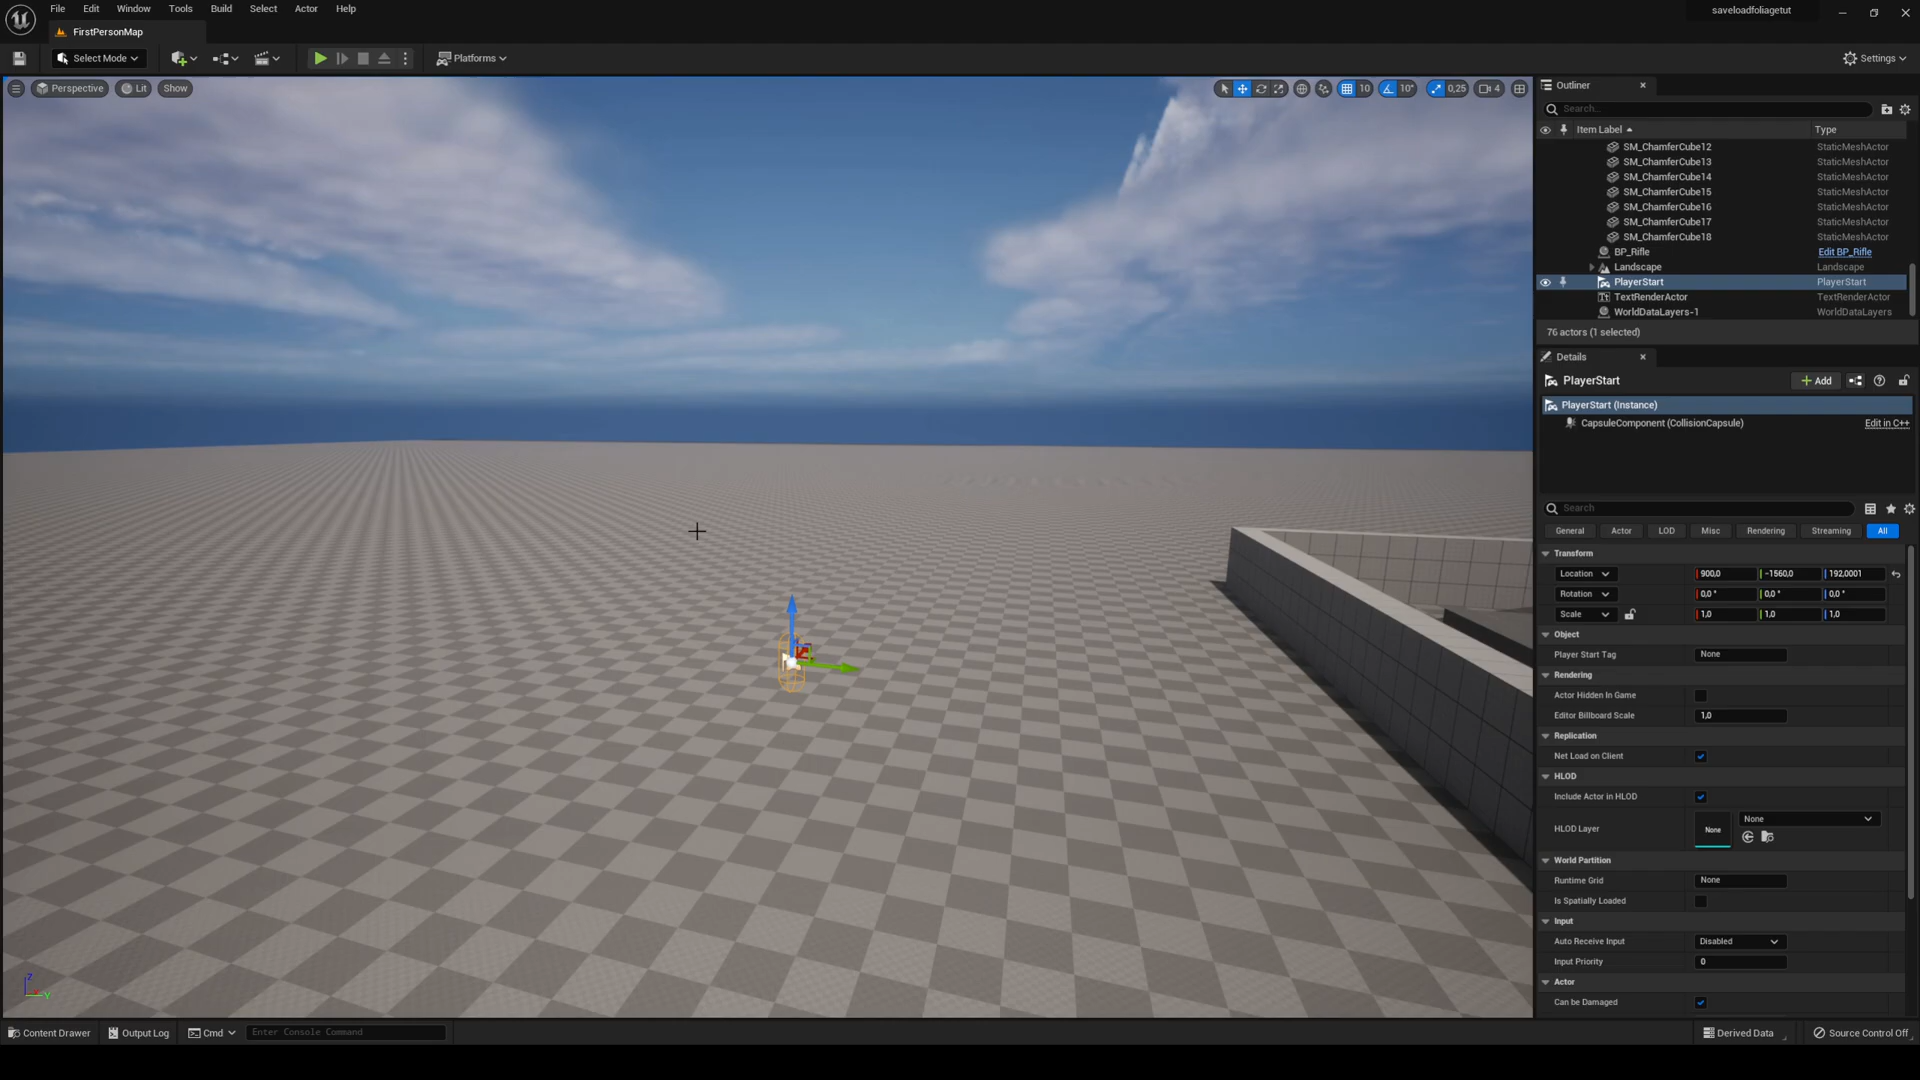 File Edit Window Tools Build Select Actor Help
saveloadfoliagetut
FirstPersonMap
Select Mode
Platforms
Settings
Perspective Lit Show
10 10° 0,25 4
Outliner
Search...
Item Label Type
SM_ChamferCube12 StaticMeshActor
SM_ChamferCube13 StaticMeshActor
SM_ChamferCube14 StaticMeshActor
SM_ChamferCube15 StaticMeshActor
SM_ChamferCube16 StaticMeshActor
SM_ChamferCube17 StaticMeshActor
SM_ChamferCube18 StaticMeshActor
BP_Rifle Edit BP_Rifle
Landscape Landscape
PlayerStart PlayerStart
TextRenderActor TextRenderActor
WorldDataLayers-1 WorldDataLayers
76 actors (1 selected)
Details
PlayerStart
+ Add
PlayerStart (Instance)
CapsuleComponent (CollisionCapsule) Edit in C++
Search
General Actor LOD Misc Rendering Streaming All
Transform
Location 900,0 -1560,0 192,0001
Rotation 0,0 ° 0,0 ° 0,0 °
Scale 1,0 1,0 1,0
Object
Player Start Tag None
Rendering
Actor Hidden In Game
Editor Billboard Scale 1,0
Replication
Net Load on Client
HLOD
Include Actor in HLOD
HLOD Layer None None
World Partition
Runtime Grid None
Is Spatially Loaded
Input
Auto Receive Input Disabled
Input Priority 0
Actor
Can be Damaged
Z
X Y
Content Drawer Output Log Cmd Enter Console Command
Derived Data Source Control Off